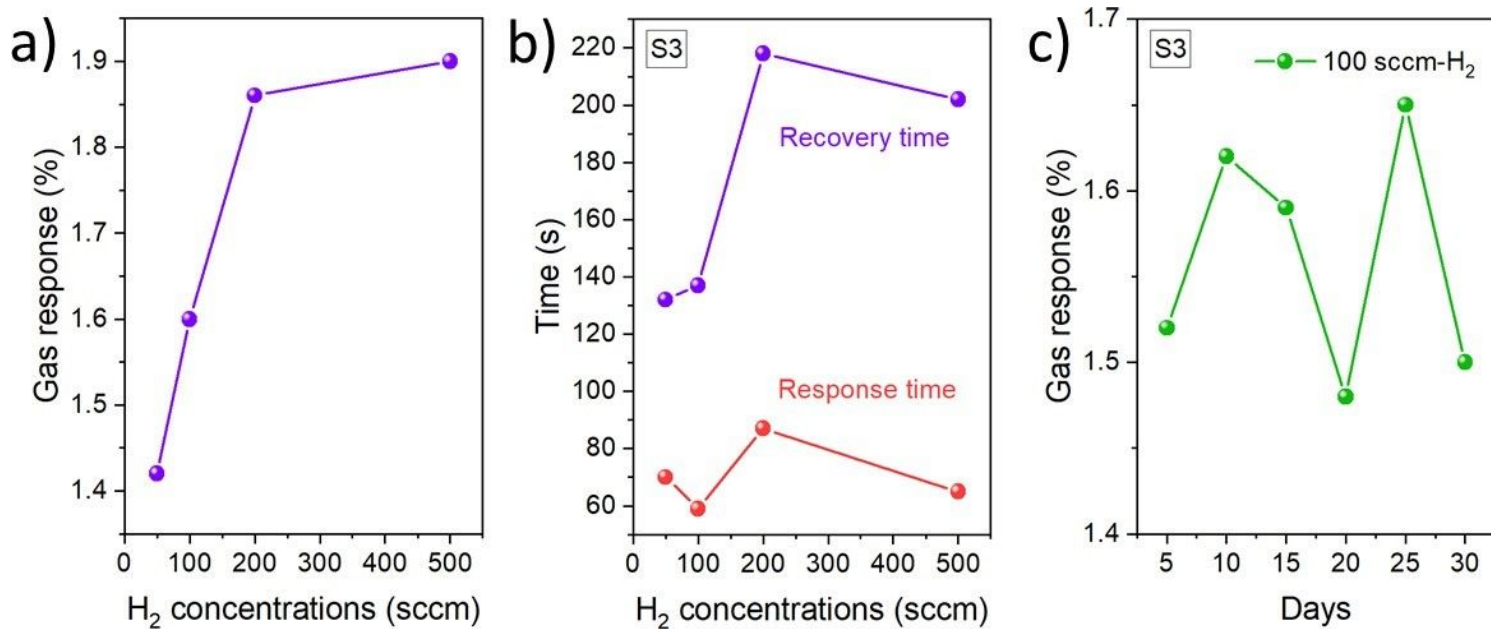 a)
Gas response (%)
1.9
1.8
1.7
1.6
1.5
1.4
0 100 200 300 400 500
H₂ concentrations (sccm)
b)
S3
Time (s)
220
200
180
160
140
120
100
80
60
Recovery time
Response time
0 100 200 300 400 500
H₂ concentrations (sccm)
c)
S3
100 sccm-H₂
Gas response (%)
1.7
1.6
1.5
1.4
5 10 15 20 25 30
Days